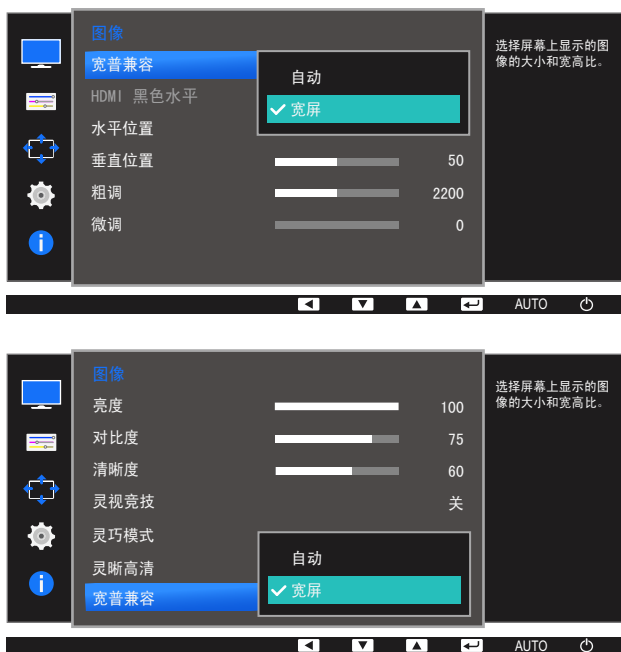 图像
宽普兼容
自动
宽屏
HDMI 黑色水平
水平位置
垂直位置 50
粗调 2200
微调 0
选择屏幕上显示的图
像的大小和宽高比。
AUTO
图像
亮度 100
对比度 75
清晰度 60
灵视竞技 关
灵巧模式
灵晰高清
宽普兼容
自动
宽屏
选择屏幕上显示的图
像的大小和宽高比。
AUTO